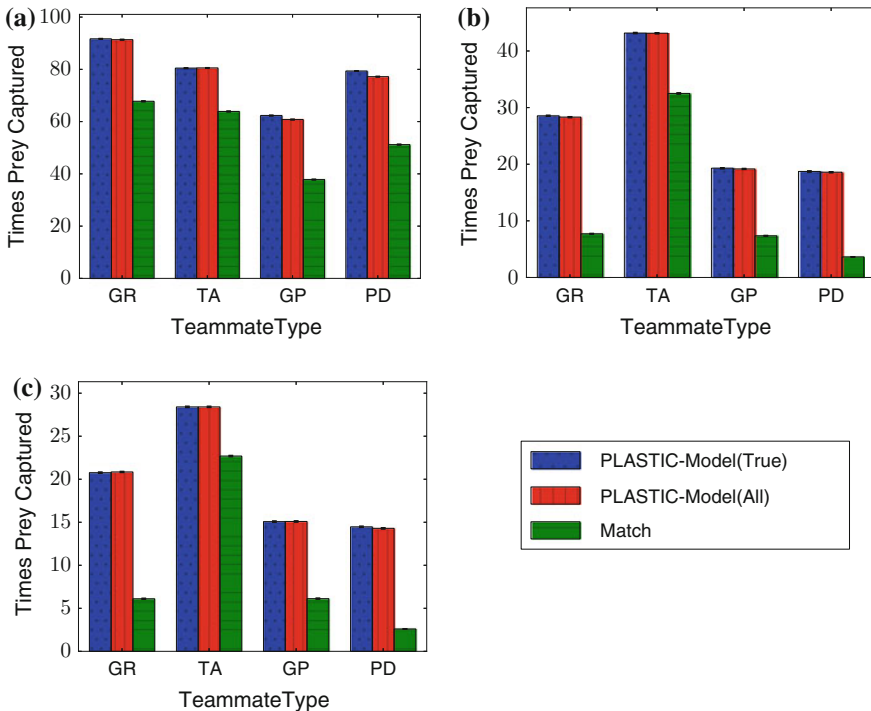 (a)
Times Prey Captured
100
80
60
40
20
0
GR TA GP PD
TeammateType
(b)
Times Prey Captured
40
30
20
10
0
GR TA GP PD
TeammateType
(c)
Times Prey Captured
30
25
20
15
10
5
0
GR TA GP PD
TeammateType
PLASTIC-Model(True)
PLASTIC-Model(All)
Match